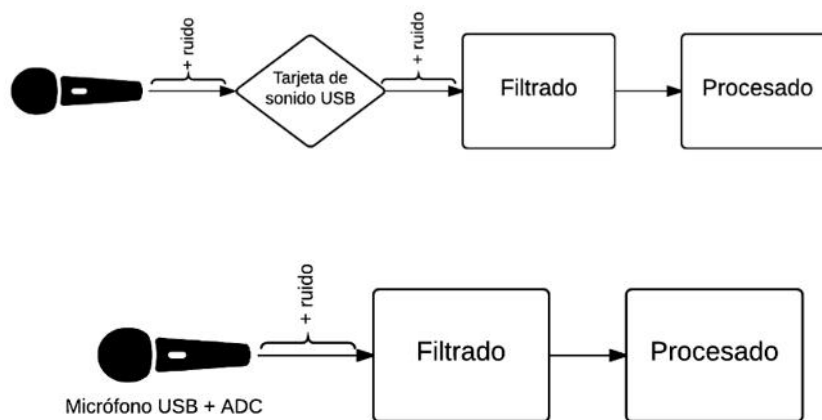 + ruido
Tarjeta de
sonido USB
+ ruido
Filtrado
Procesado
+ ruido
Filtrado
Procesado
Micrófono USB + ADC